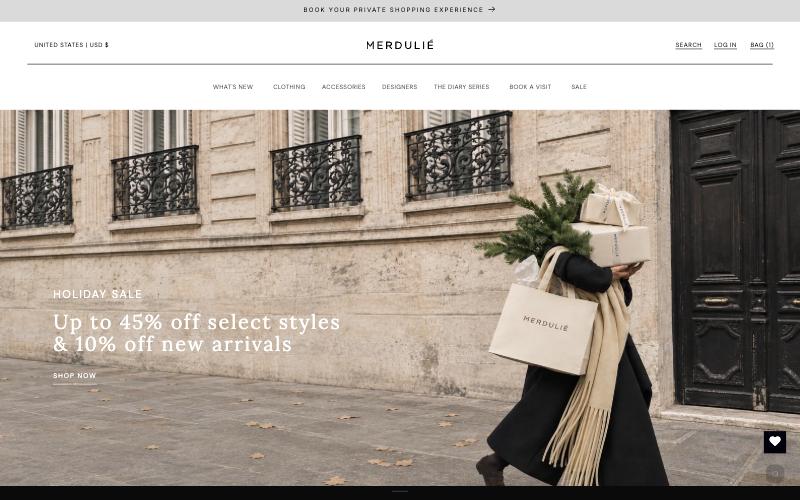 BOOK YOUR PRIVATE SHOPPING EXPERIENCE →
UNITED STATES | USD $
MERDULIÉ
SEARCH
LOG IN
BAG (1)
WHAT'S NEW
CLOTHING
ACCESSORIES
DESIGNERS
THE DIARY SERIES
BOOK A VISIT
SALE
HOLIDAY SALE
Up to 45% off select styles
& 10% off new arrivals
SHOP NOW
MERDULIÉ